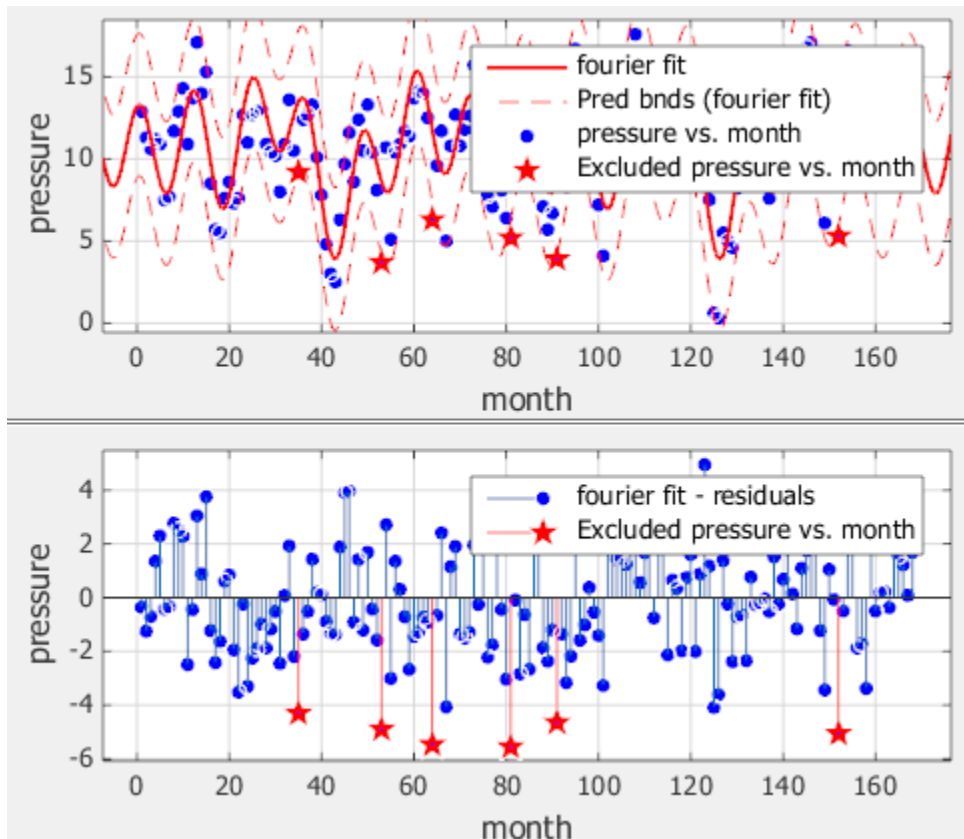 fourier fit
Pred bnds (fourier fit)
pressure vs. month
Excluded pressure vs. month
15
10
5
0
pressure
0 20 40 60 80 100 120 140 160
month
fourier fit - residuals
Excluded pressure vs. month
4
2
0
-2
-4
-6
pressure
0 20 40 60 80 100 120 140 160
month